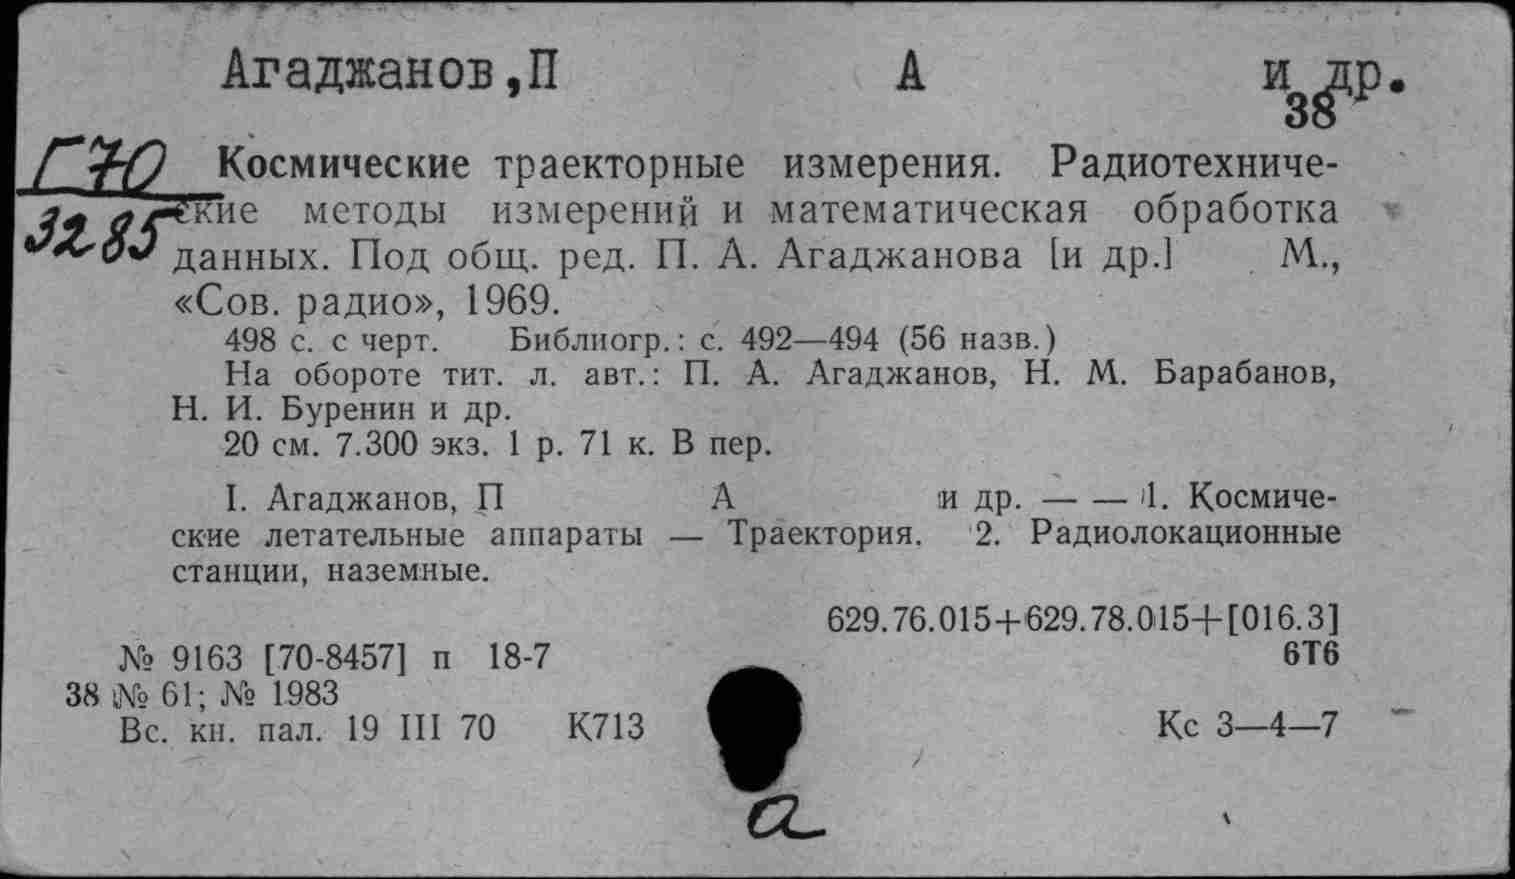 Агаджанов,П А и др.
38
Г70
3285
Космические траекторные измерения. Радиотехниче-
ские методы измерений и математическая обработка
данных. Под общ. ред. П. А. Агаджанова [и др.] М.,
«Сов. радио», 1969.
498 с. с черт. Библиогр.: с. 492—494 (56 назв.)
На обороте тит. л. авт.: П. А. Агаджанов, Н. М. Барабанов,
Н. И. Буренин и др.
20 см. 7.300 экз. 1 р. 71 к. В пер.
I. Агаджанов, П А и др. — — 1. Космиче-
ские летательные аппараты — Траектория. 2. Радиолокационные
станции, наземные.
629.76.015+629.78.015+[016.3]
№ 9163 [70-8457] п 18-7 6Т6
38 № 61; № 1983
Вс. кн. пал. 19 III 70 К713 Кс 3—4—7
а